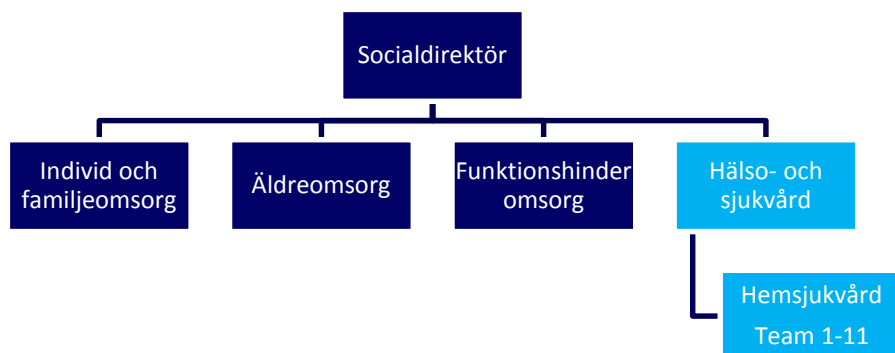 Socialdirektör
Individ och
familjeomsorg
Äldreomsorg
Funktionshinder
omsorg
Hälso- och
sjukvård
Hemsjukvård
Team 1-11